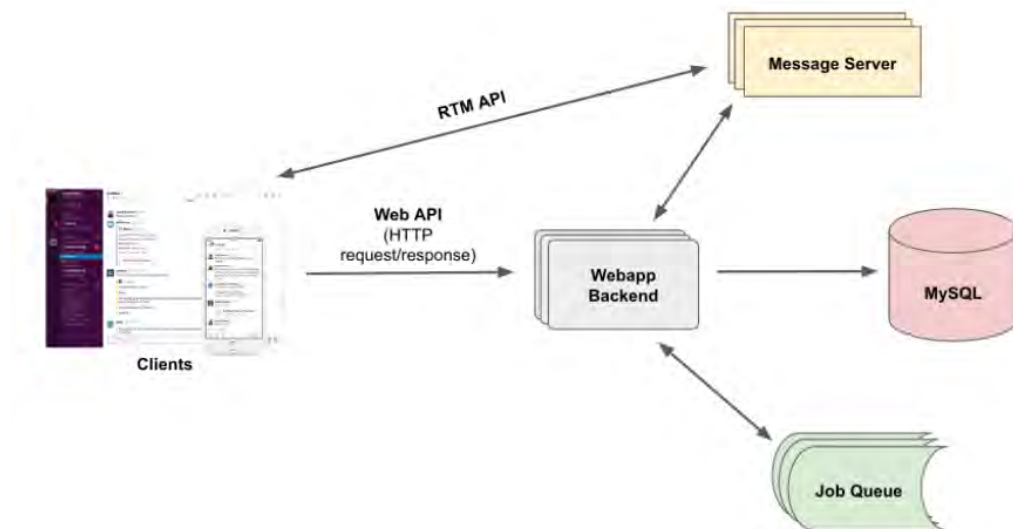 Message Server
RTM API
Web API
(HTTP
request/response)
Webapp
Backend
MySQL
Clients
Job Queue